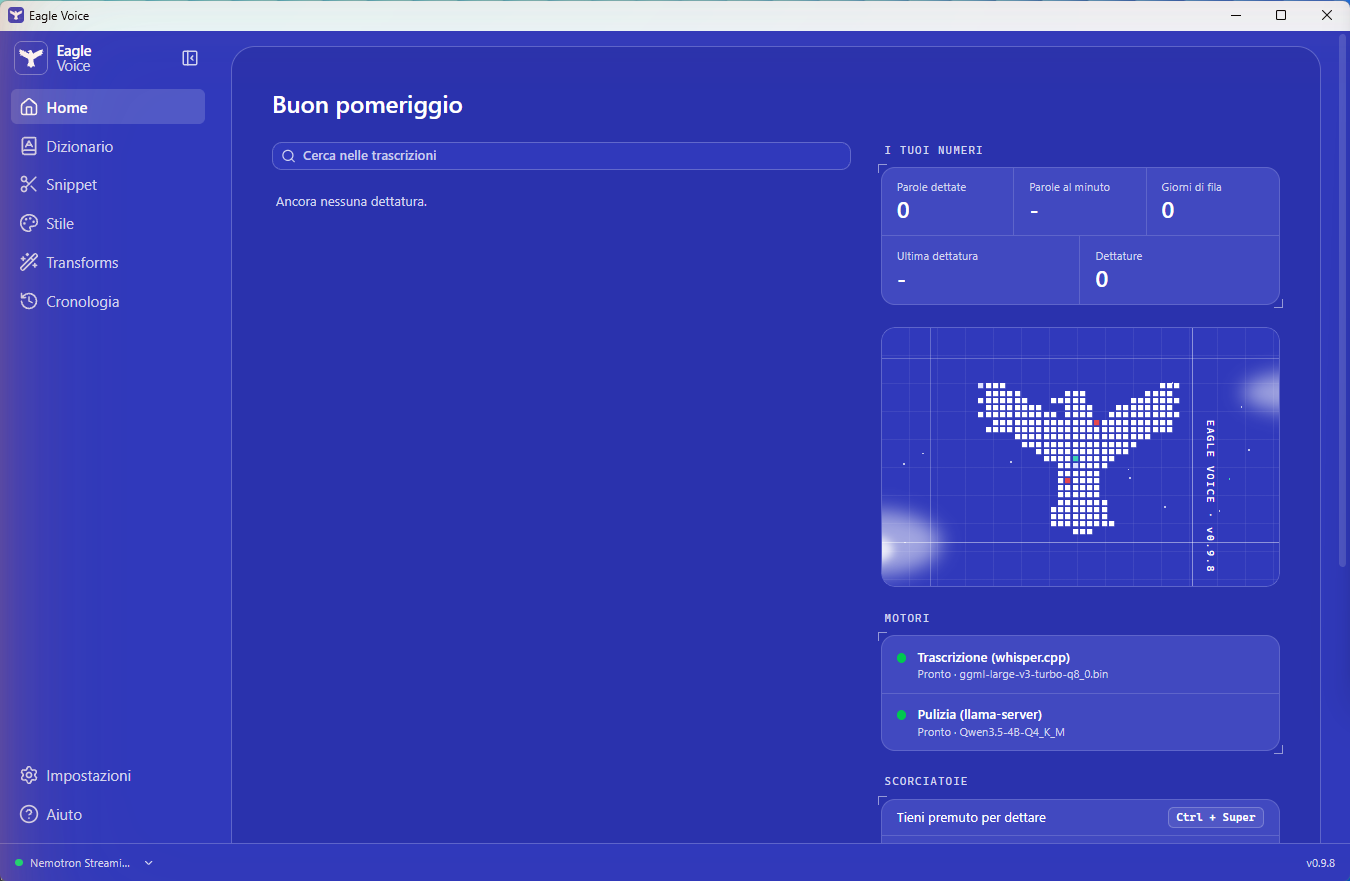 Eagle Voice
Eagle
Voice
Home
Dizionario
Snippet
Stile
Transforms
Cronologia
Impostazioni
Aiuto
Buon pomeriggio
Cerca nelle trascrizioni
Ancora nessuna dettatura.
I TUOI NUMERI
Parole dettate
0
Parole al minuto
-
Giorni di fila
0
Ultima dettatura
-
Dettature
0
EAGLE VOICE · v0.9.8
MOTORI
Trascrizione (whisper.cpp)
Pronto · ggml-large-v3-turbo-q8_0.bin
Pulizia (llama-server)
Pronto · Qwen3.5-4B-Q4_K_M
SCORCIATOIE
Tieni premuto per dettare
Ctrl + Super
Nemotron Streami...
v0.9.8